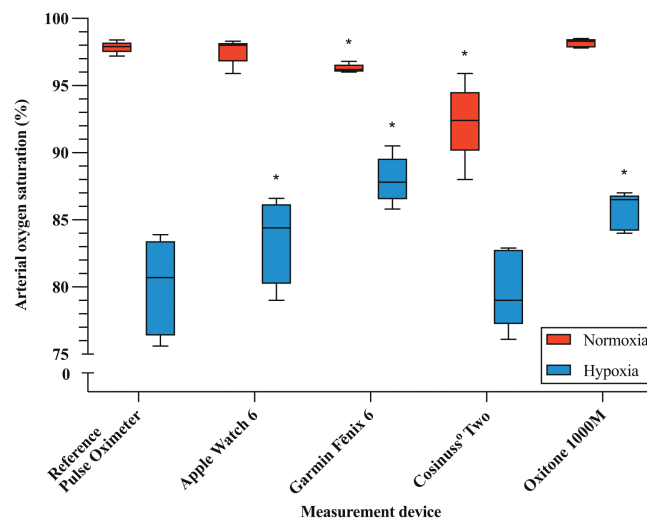 Arterial oxygen saturation (%)
100
95
90
85
80
75
0
*
*
*
*
*
Normoxia
Hypoxia
Reference
Pulse Oximeter
Apple Watch 6
Garmin Fēnix 6
Cosinuss° Two
Oxitone 1000M
Measurement device